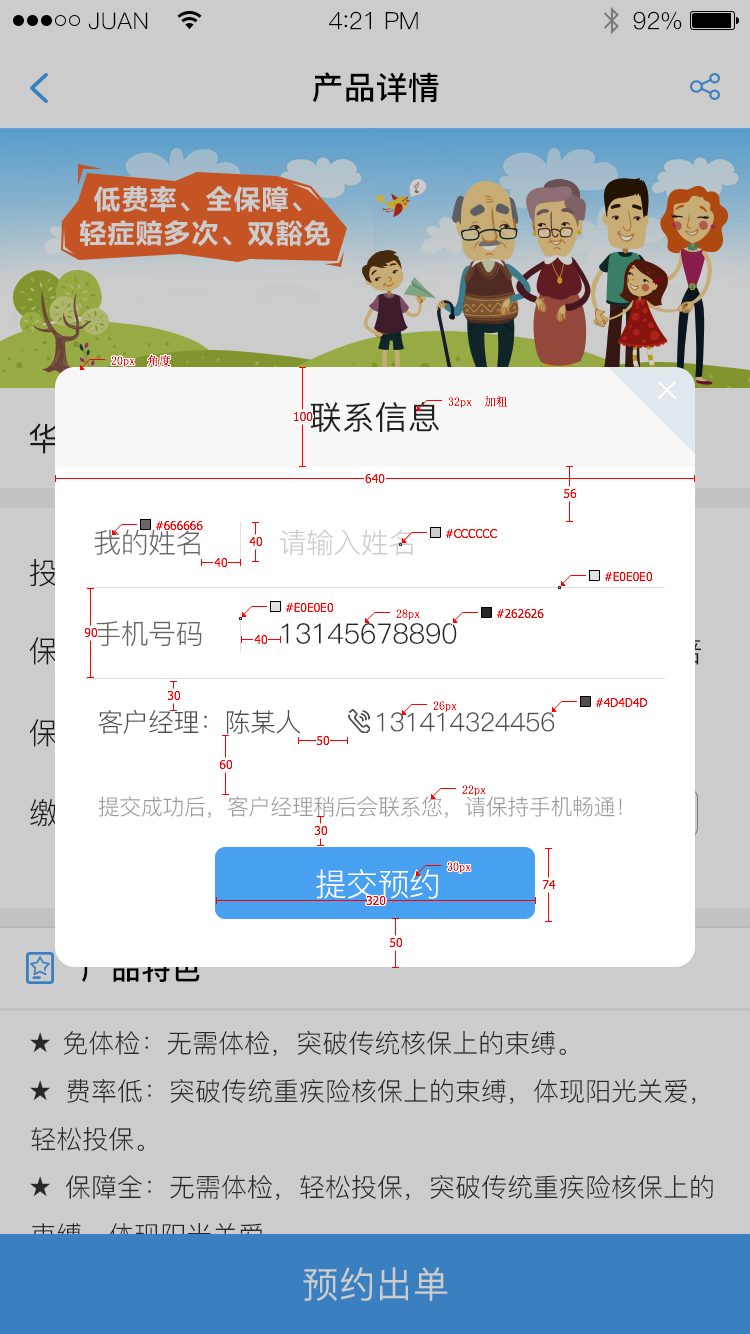 JUAN 4:21 PM 92%
产品详情
低费率、全保障、
轻症赔多次、双豁免
20px 角度
华
100
联系信息
32px 加粗
640
56
投
#666666
我的姓名
40
40
请输入姓名
#CCCCCC
#E0E0E0
保
90
手机号码
#E0E0E0
40
28px
13145678890
#262626
30
保
客户经理：陈某人
50
26px
131414324456
#4D4D4D
60
缴
22px
提交成功后，客户经理稍后会联系您，请保持手机畅通！
30
提交预约
30px
320
74
50
产品特色
★ 免体检：无需体检，突破传统核保上的束缚。
★ 费率低：突破传统重疾险核保上的束缚，体现阳光关爱，
轻松投保。
★ 保障全：无需体检，轻松投保，突破传统重疾险核保上的
束缚，体现阳光关爱
预约出单